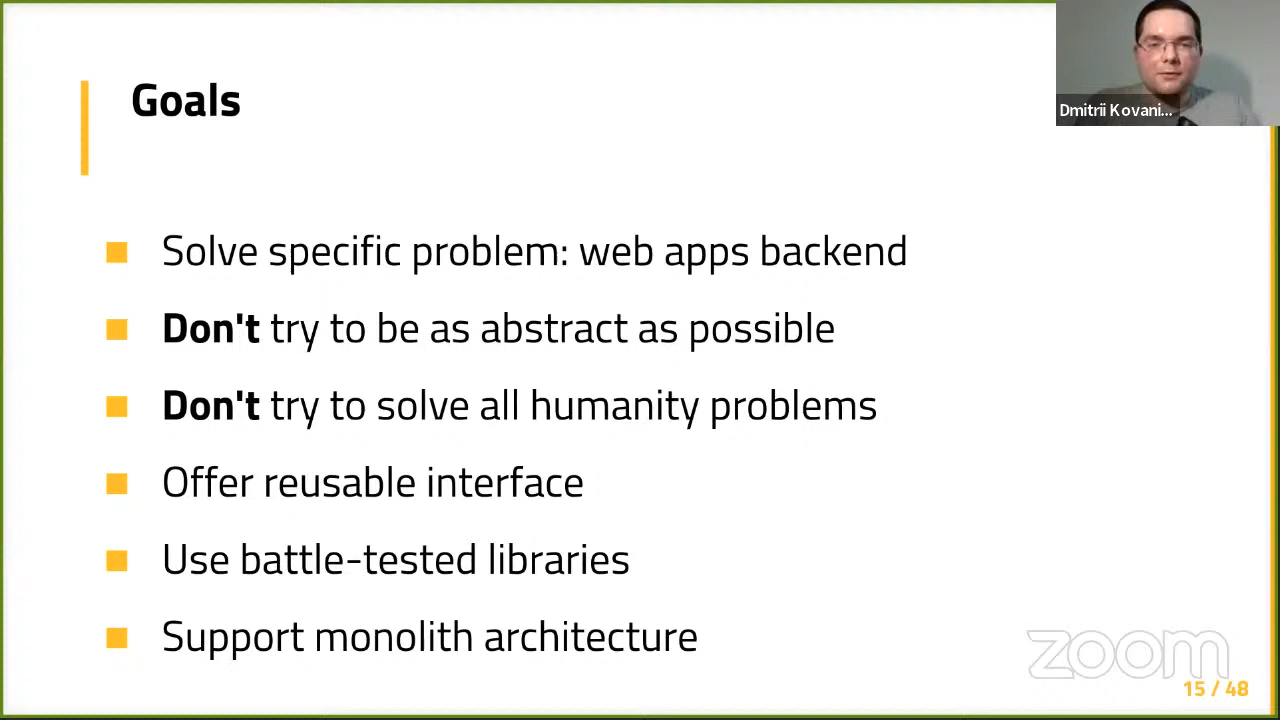 Goals
Dmitrii Kovani...
Solve specific problem: web apps backend
Don't try to be as abstract as possible
Don't try to solve all humanity problems
Offer reusable interface
Use battle-tested libraries
Support monolith architecture
zoom
15 / 48